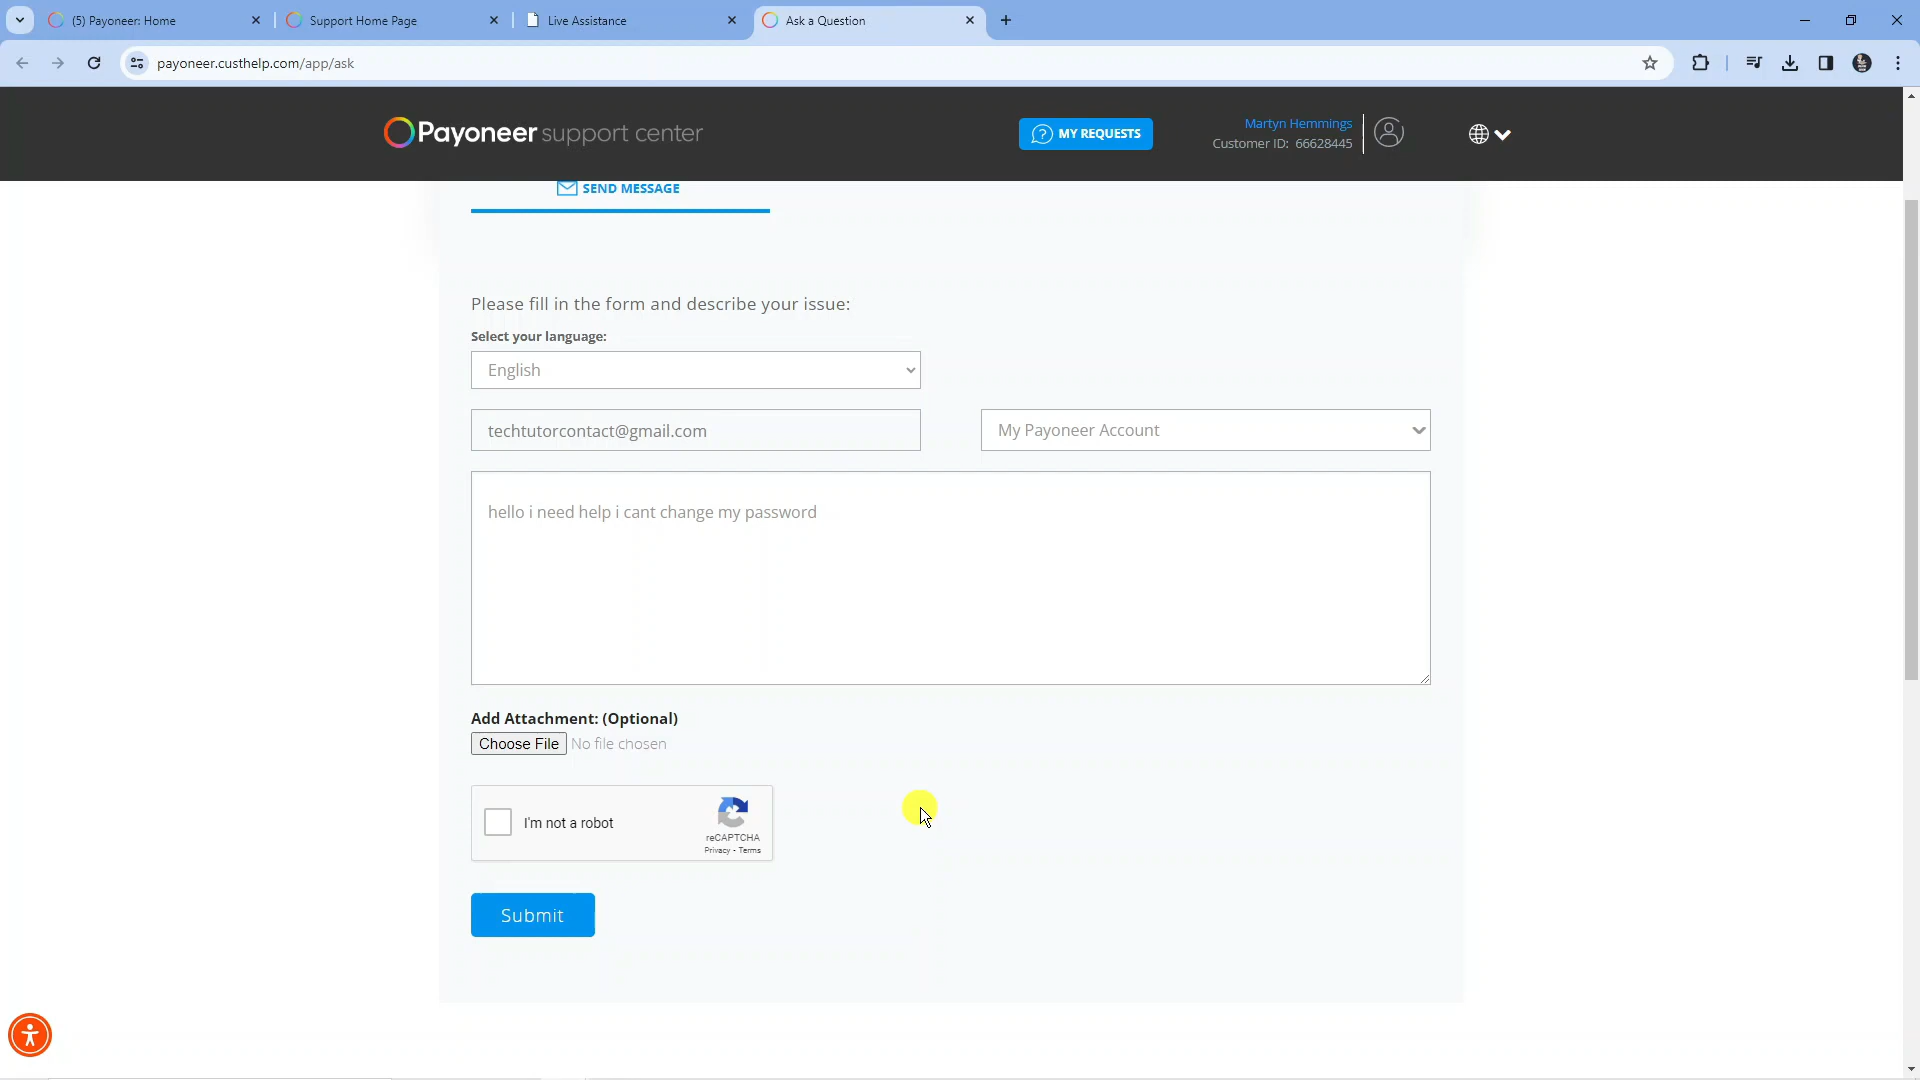 (5) Payoneer: Home
Support Home Page
Live Assistance
Ask a Question
payoneer.custhelp.com/app/ask
Payoneer support center
MY REQUESTS
Martyn Hemmings
Customer ID: 66628445
SEND MESSAGE
Please fill in the form and describe your issue:
Select your language:
English
techtutorcontact@gmail.com
My Payoneer Account
hello i need help i cant change my password
Add Attachment: (Optional)
Choose File No file chosen
I'm not a robot
reCAPTCHA
Privacy - Terms
Submit